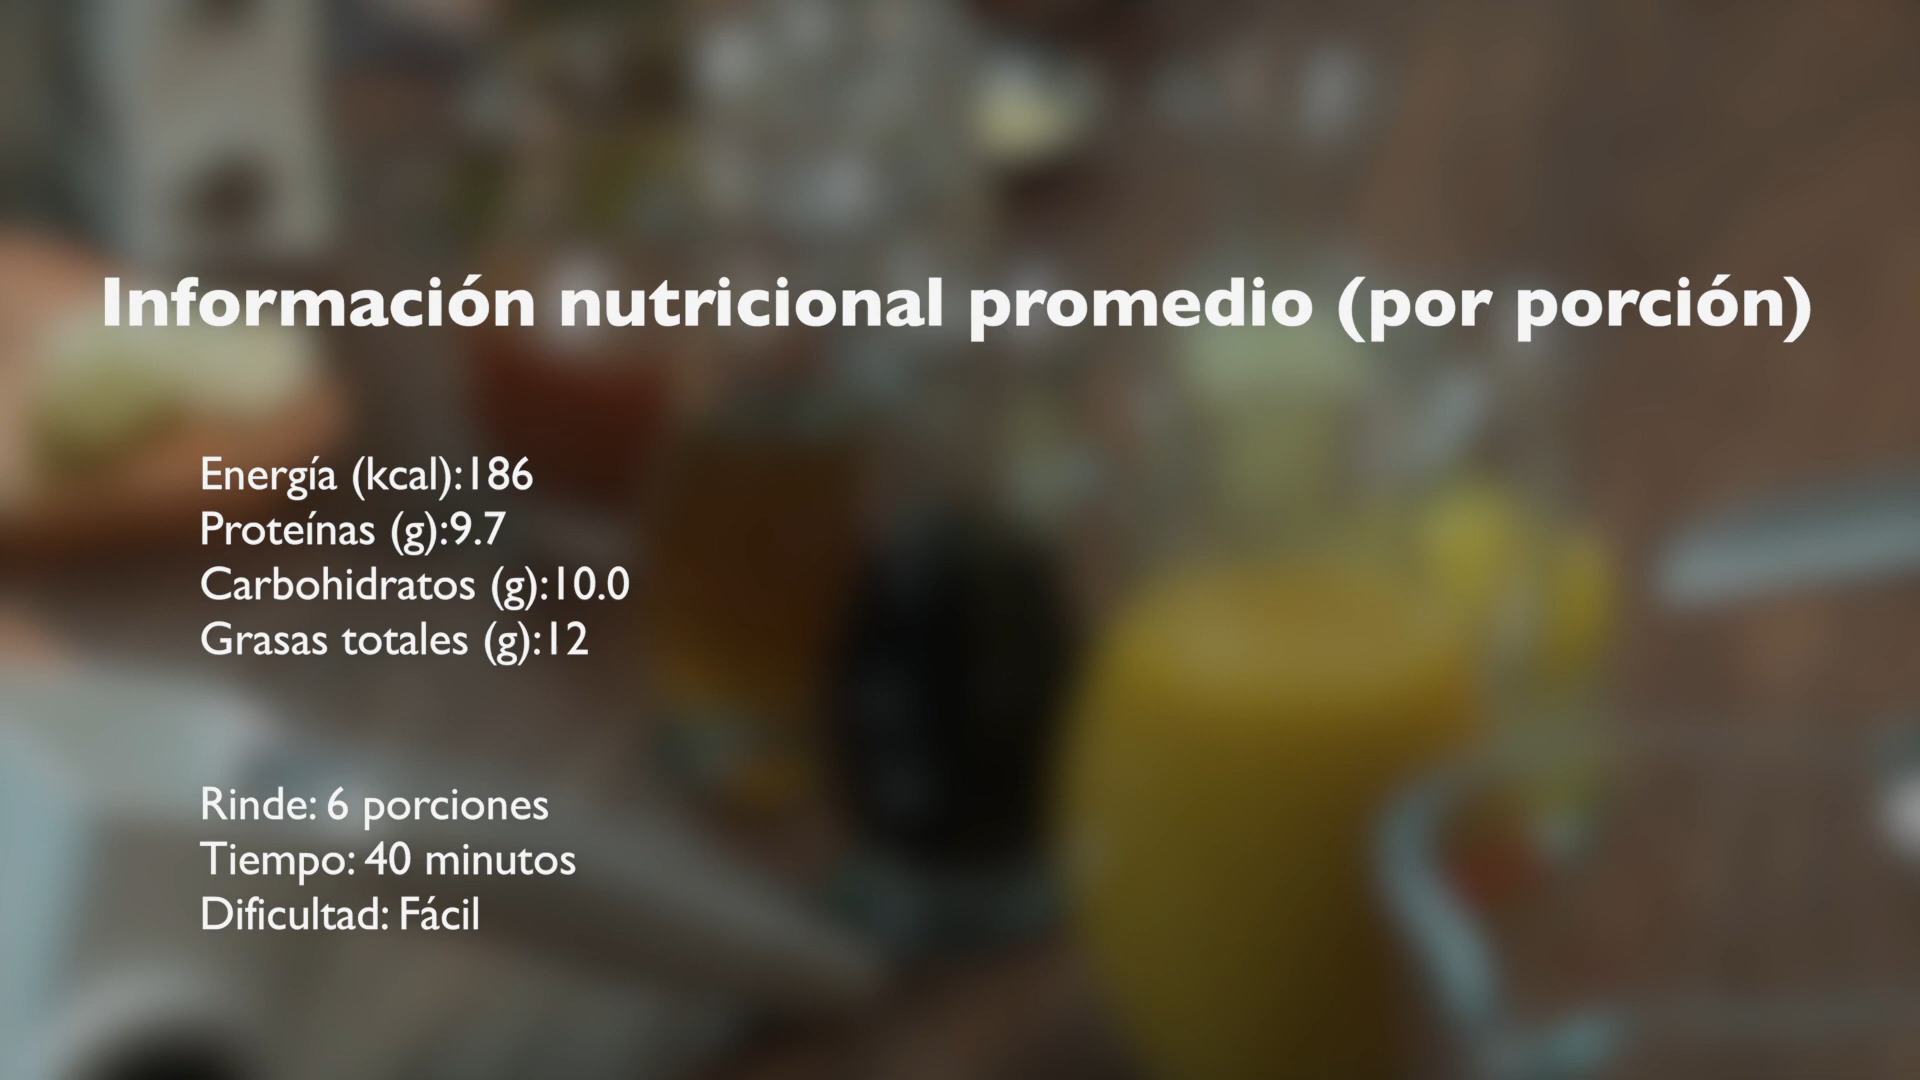 Información nutricional promedio (por porción)
Energía (kcal):186
Proteínas (g):9.7
Carbohidratos (g):10.0
Grasas totales (g):12
Rinde: 6 porciones
Tiempo: 40 minutos
Dificultad: Fácil